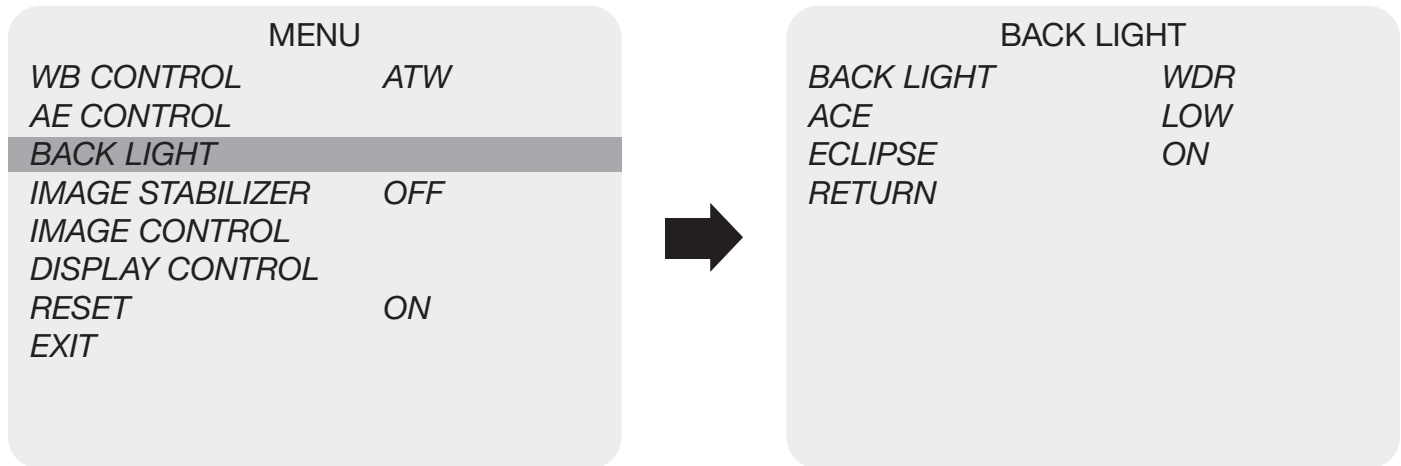 MENU
WB CONTROL ATW
AE CONTROL
BACK LIGHT
IMAGE STABILIZER OFF
IMAGE CONTROL
DISPLAY CONTROL
RESET ON
EXIT
BACK LIGHT
BACK LIGHT WDR
ACE LOW
ECLIPSE ON
RETURN